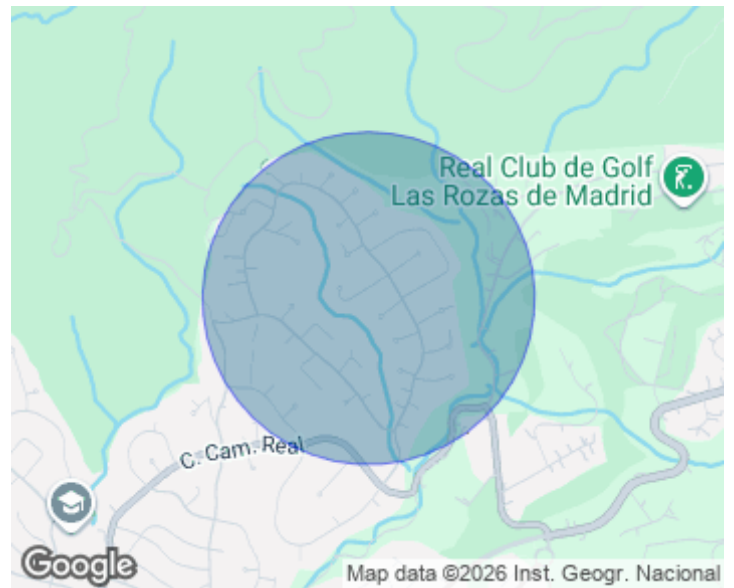 Real Club de Golf
Las Rozas de Madrid
C. Cam. Real
Google
Map data ©2026 Inst. Geogr. Nacional